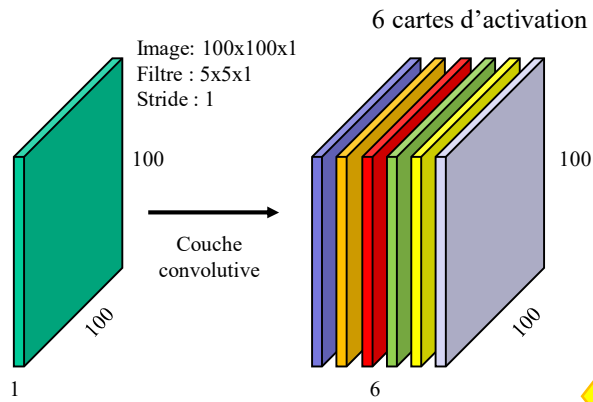 6 cartes d’activation
Image: 100x100x1
Filtre : 5x5x1
Stride : 1
100
100
Couche
convolutive
100
100
1
6